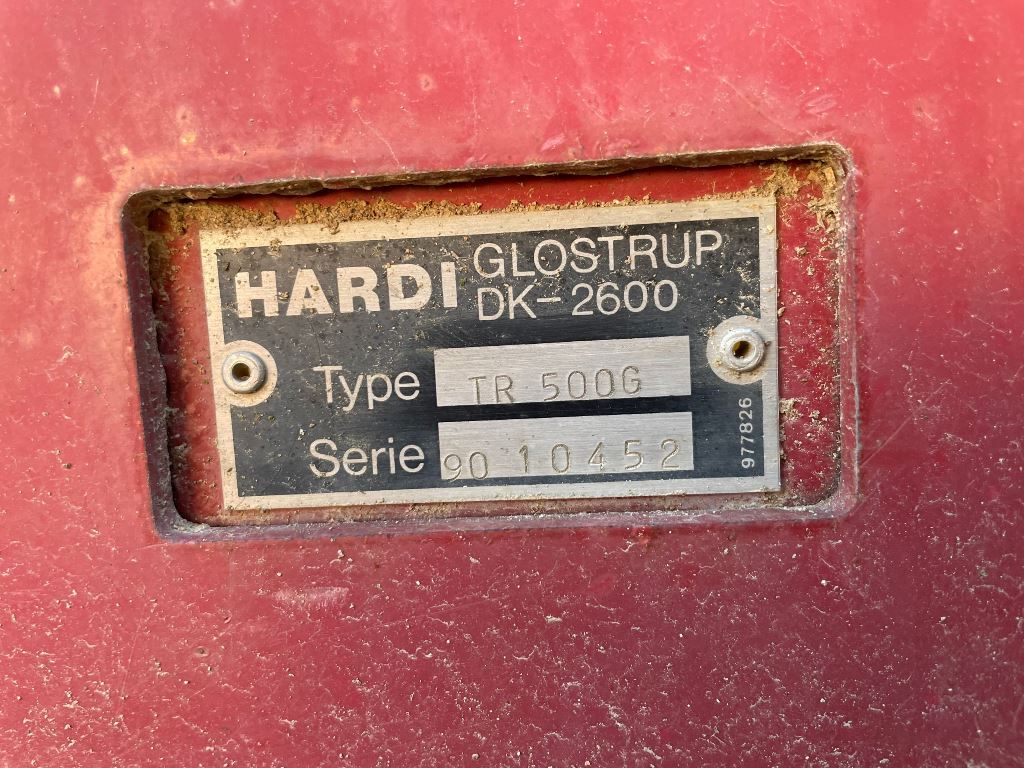 HARDI GLOSTRUP
DK-2600
Type TR 500G
Serie 90 10452
977826